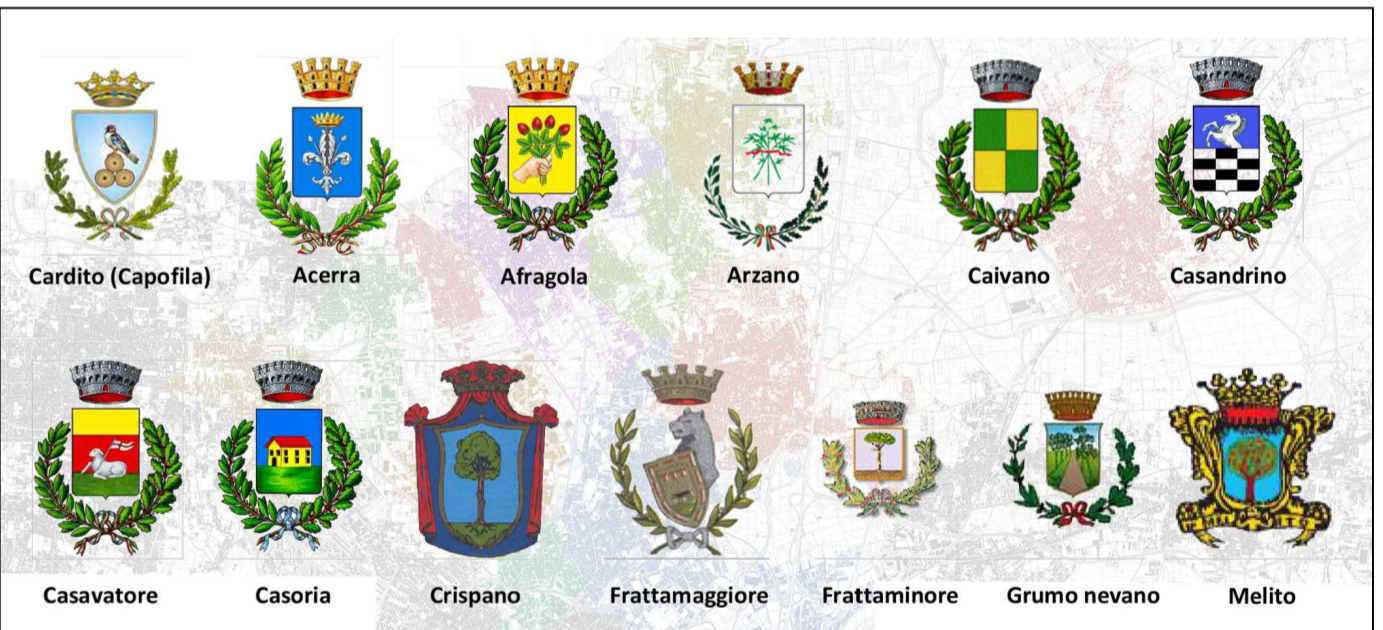 Cardito (Capofila) Acerra Afragola Arzano Caivano Casandrino
Casavatore Casoria Crispano Frattamaggiore Frattaminore Grumo nevano Melito